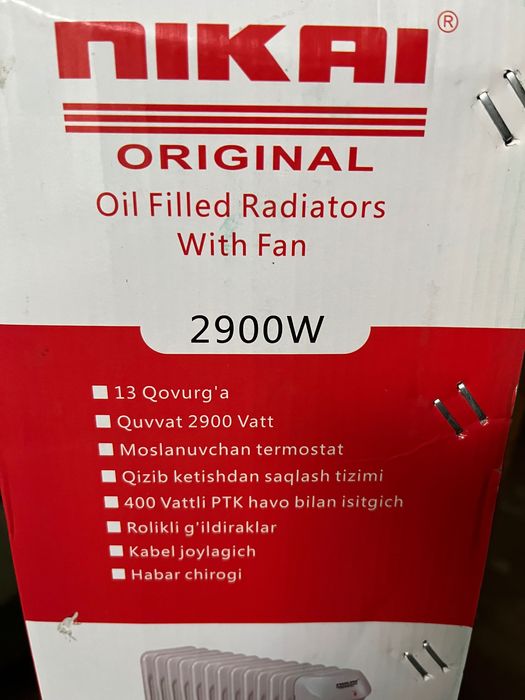 NIKAI®
ORIGINAL
Oil Filled Radiators
With Fan
2900W
13 Qovurg'a
Quvvat 2900 Vatt
Moslanuvchan termostat
Qizib ketishdan saqlash tizimi
400 Vattli PTK havo bilan isitgich
Rolikli g'ildiraklar
Kabel joylagich
Habar chirogi
NIKAI